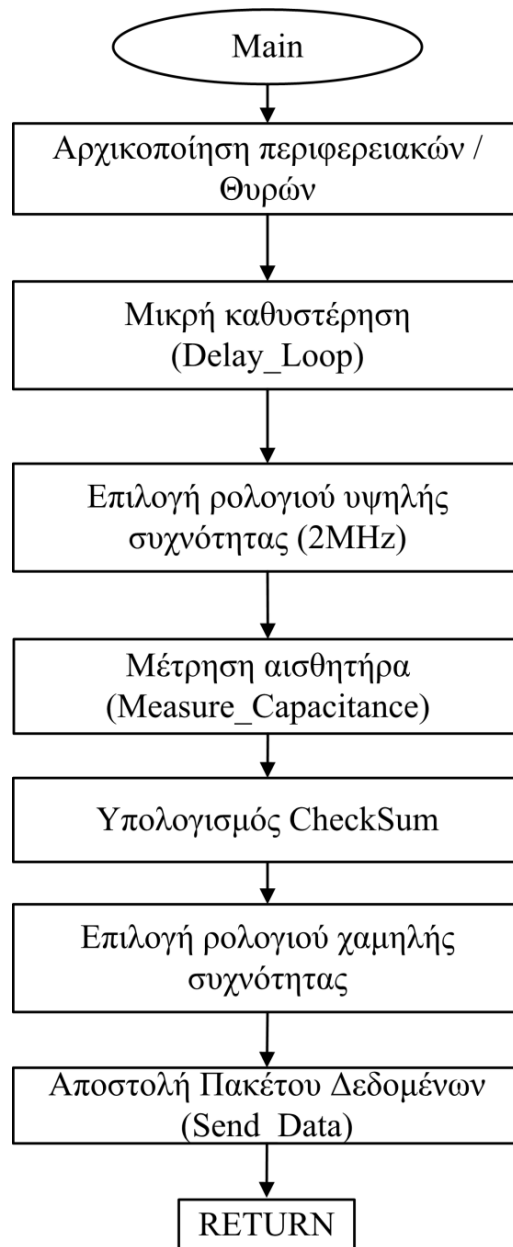 Main
Αρχικοποίηση περιφερειακών /
Θυρών
Μικρή καθυστέρηση
(Delay_Loop)
Επιλογή ρολογιού υψηλής
συχνότητας (2MHz)
Μέτρηση αισθητήρα
(Measure_Capacitance)
Υπολογισμός CheckSum
Επιλογή ρολογιού χαμηλής
συχνότητας
Αποστολή Πακέτου Δεδομένων
(Send_Data)
RETURN